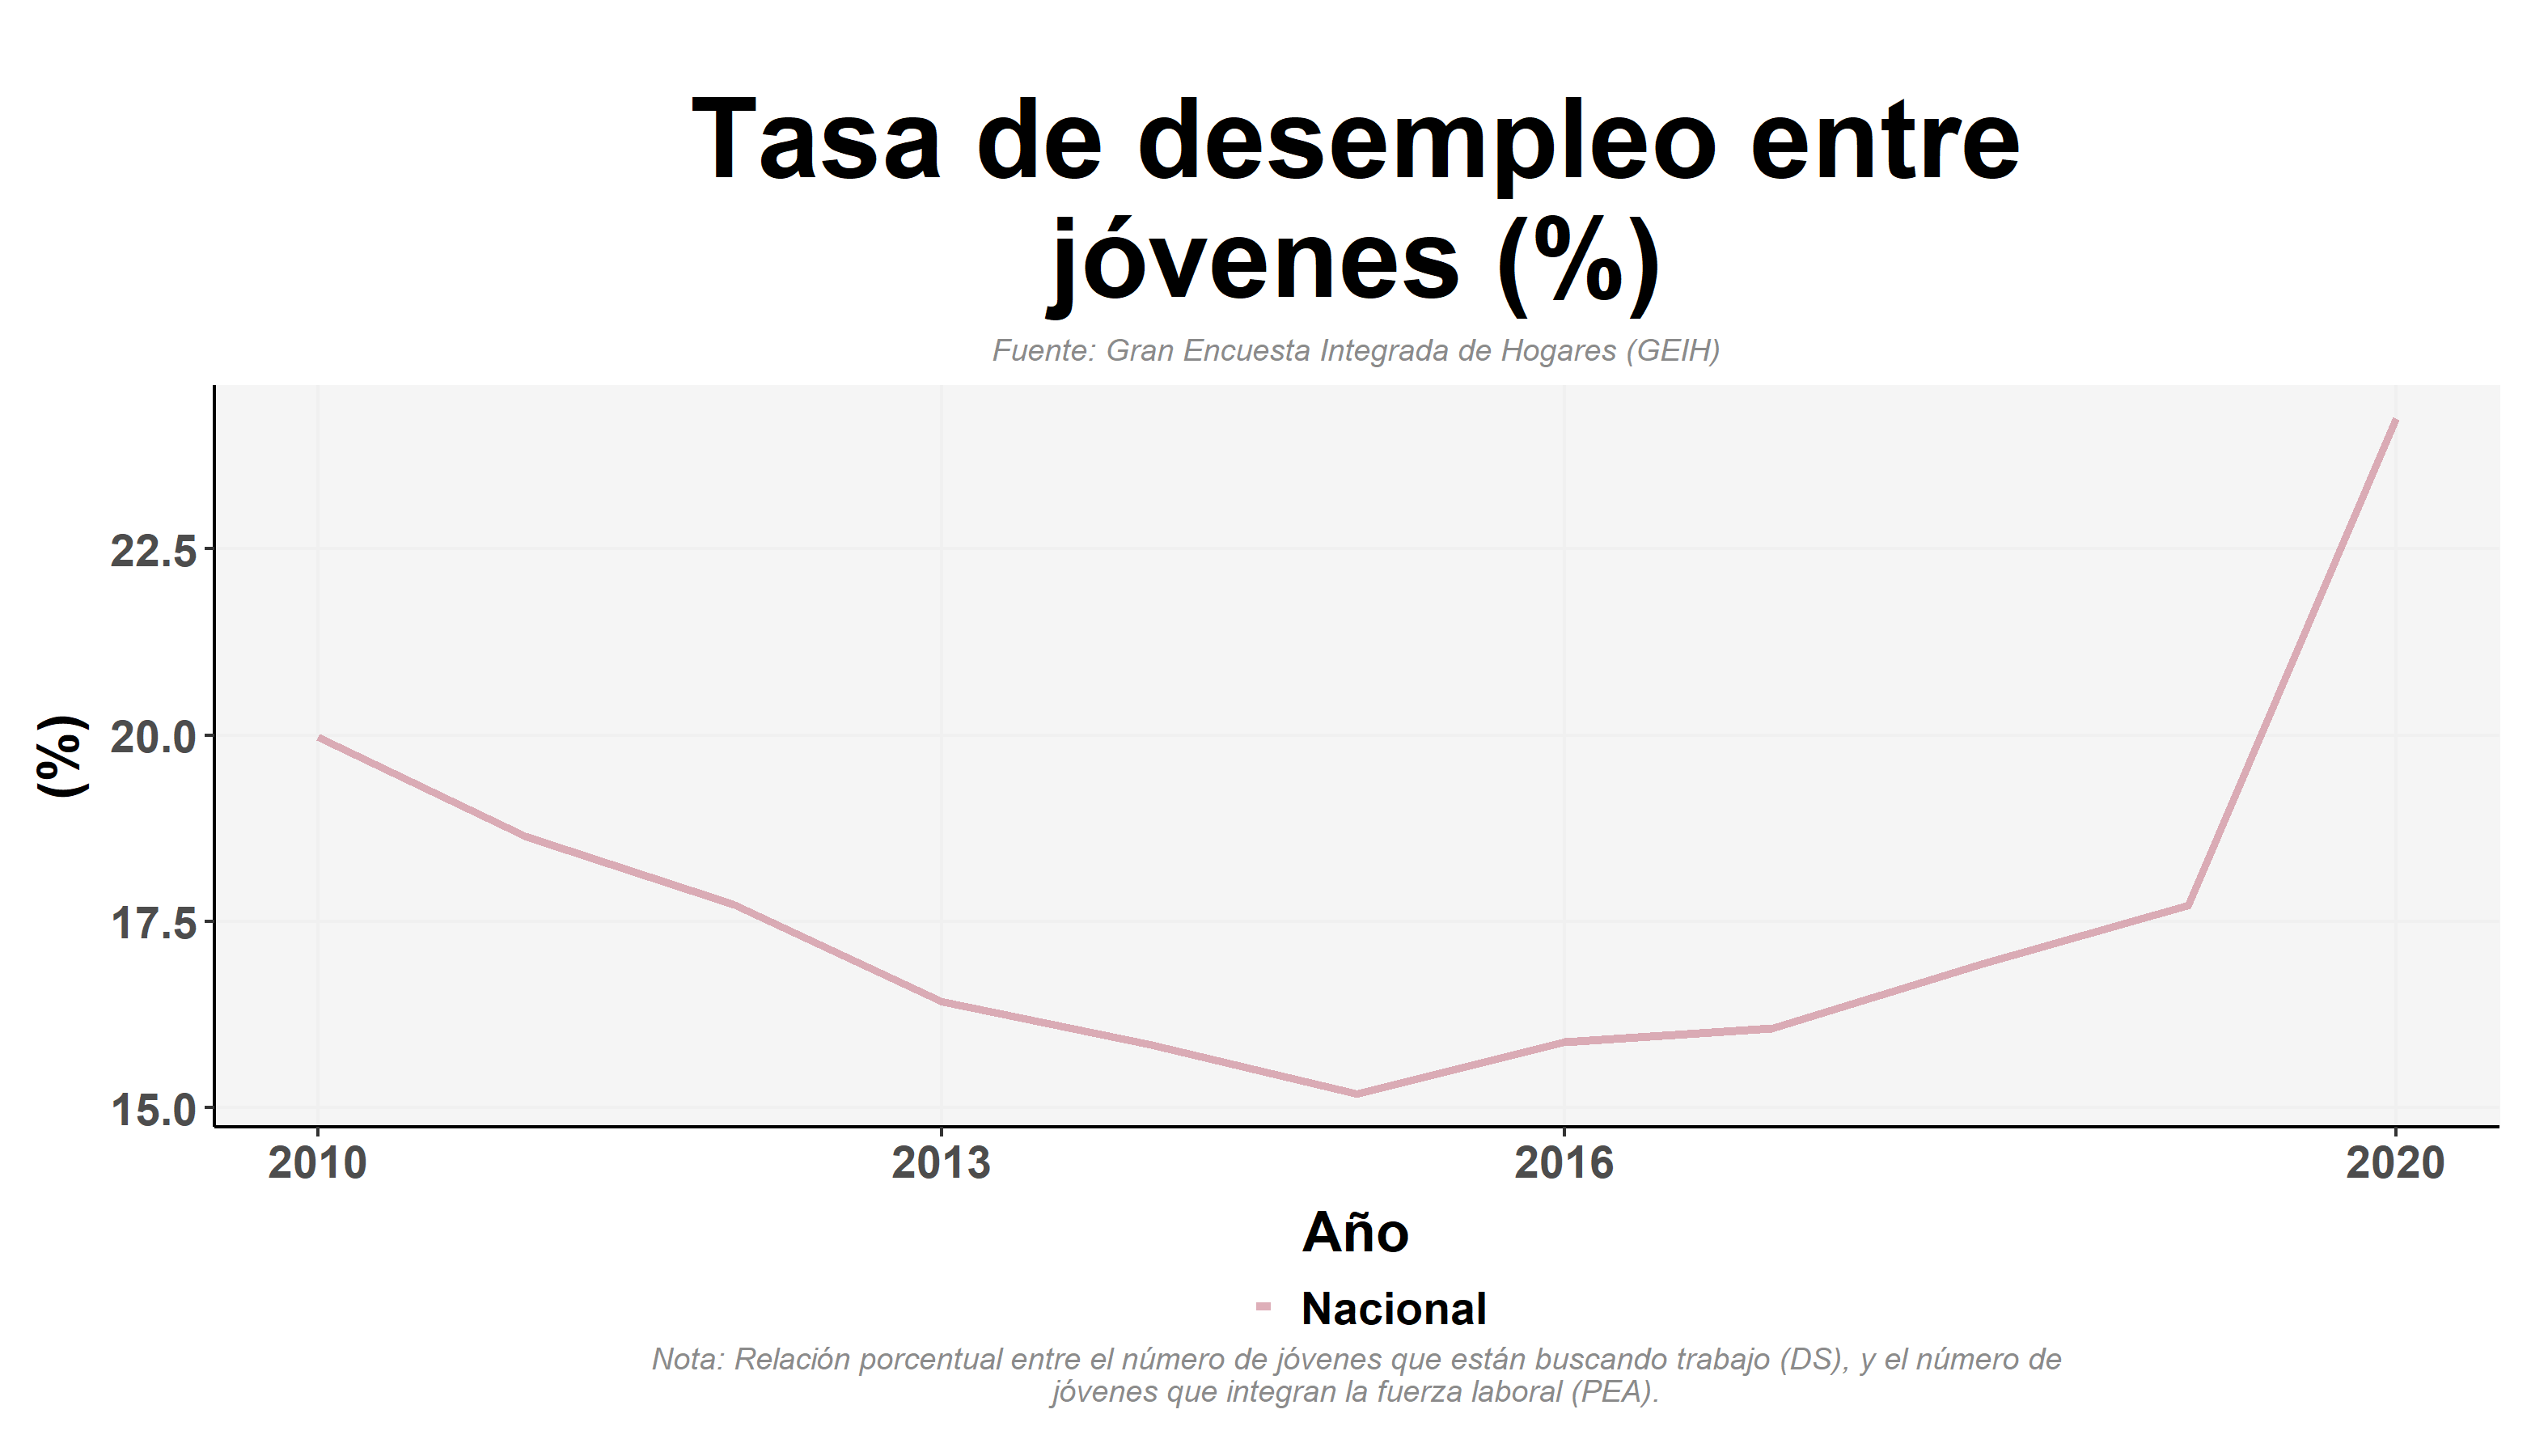 Tasa de desempleo entre
jóvenes (%)
Fuente: Gran Encuesta Integrada de Hogares (GEIH)
(%)
22.5
20.0
17.5
15.0
2010
2013
2016
2020
Año
Nacional
Nota: Relación porcentual entre el número de jóvenes que están buscando trabajo (DS), y el número de
jóvenes que integran la fuerza laboral (PEA).